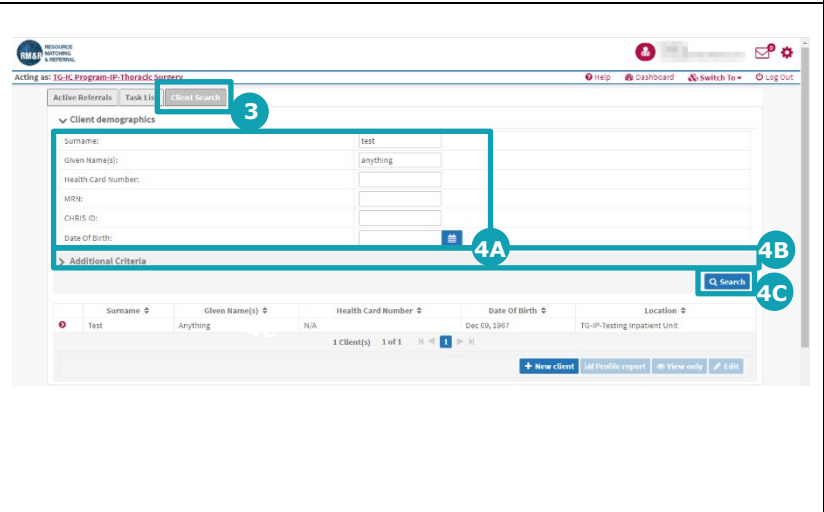 RM&R RESOURCE MATCHING & REFERRAL
Acting as: TG-IC Program-IP-Thoracic Surgery
Help Dashboard Switch To Log Out
Active Referrals Task List Client Search
3
Client demographics
Surname: test
Given Name(s): anything
Health Card Number:
MRN:
CHRIS ID:
Date Of Birth:
4A
4B
Additional Criteria
Search
4C
Surname Given Name(s) Health Card Number Date Of Birth Location
Test Anything N/A Dec 09, 1967 TG-IP-Testing Inpatient Unit
4C
1 Client(s) 1 of 1 1
+ New client Profile report View only Edit